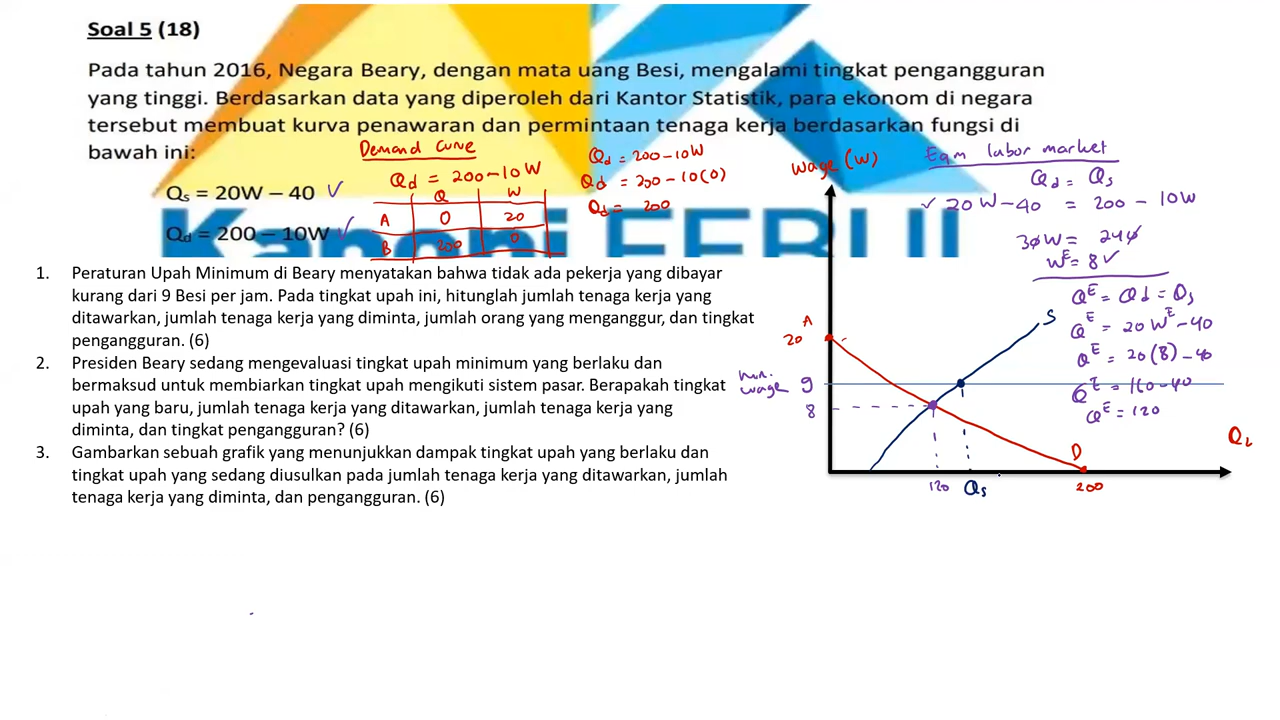 Soal 5 (18)
Pada tahun 2016, Negara Beary, dengan mata uang Besi, mengalami tingkat pengangguran
yang tinggi. Berdasarkan data yang diperoleh dari Kantor Statistik, para ekonom di negara
tersebut membuat kurva penawaran dan permintaan tenaga kerja berdasarkan fungsi di
bawah ini:
Qs = 20W – 40 ✓
Qd = 200 – 10W ✓
Demand Curve
Qd = 200 - 10W
Q W
A 0 20
B 200 0
Qd = 200 - 10W
Qd = 200 - 10(0)
Qd = 200
Kanopi FEB UI
1. Peraturan Upah Minimum di Beary menyatakan bahwa tidak ada pekerja yang dibayar
kurang dari 9 Besi per jam. Pada tingkat upah ini, hitunglah jumlah tenaga kerja yang
ditawarkan, jumlah tenaga kerja yang diminta, jumlah orang yang menganggur, dan tingkat
pengangguran. (6)
2. Presiden Beary sedang mengevaluasi tingkat upah minimum yang berlaku dan
bermaksud untuk membiarkan tingkat upah mengikuti sistem pasar. Berapakah tingkat
upah yang baru, jumlah tenaga kerja yang ditawarkan, jumlah tenaga kerja yang
diminta, dan tingkat pengangguran? (6)
3. Gambarkan sebuah grafik yang menunjukkan dampak tingkat upah yang berlaku dan
tingkat upah yang sedang diusulkan pada jumlah tenaga kerja yang ditawarkan, jumlah
tenaga kerja yang diminta, dan pengangguran. (6)
Wage (W)
A
20
min.
wage 9
8
S
D
120 Qs 200
QL
Eqm labor market
Qd = Qs
✓ 20W - 40 = 200 - 10W
30W = 240
W^E = 8 ✓
Q^E = Qd = Qs
Q^E = 20W^E - 40
Q^E = 20(8) - 40
Q^E = 160 - 40
Q^E = 120